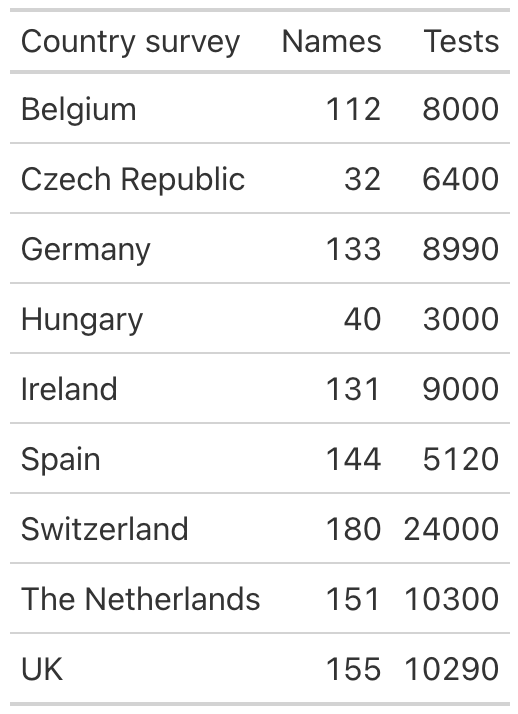 Country survey Names Tests
Belgium 112 8000
Czech Republic 32 6400
Germany 133 8990
Hungary 40 3000
Ireland 131 9000
Spain 144 5120
Switzerland 180 24000
The Netherlands 151 10300
UK 155 10290